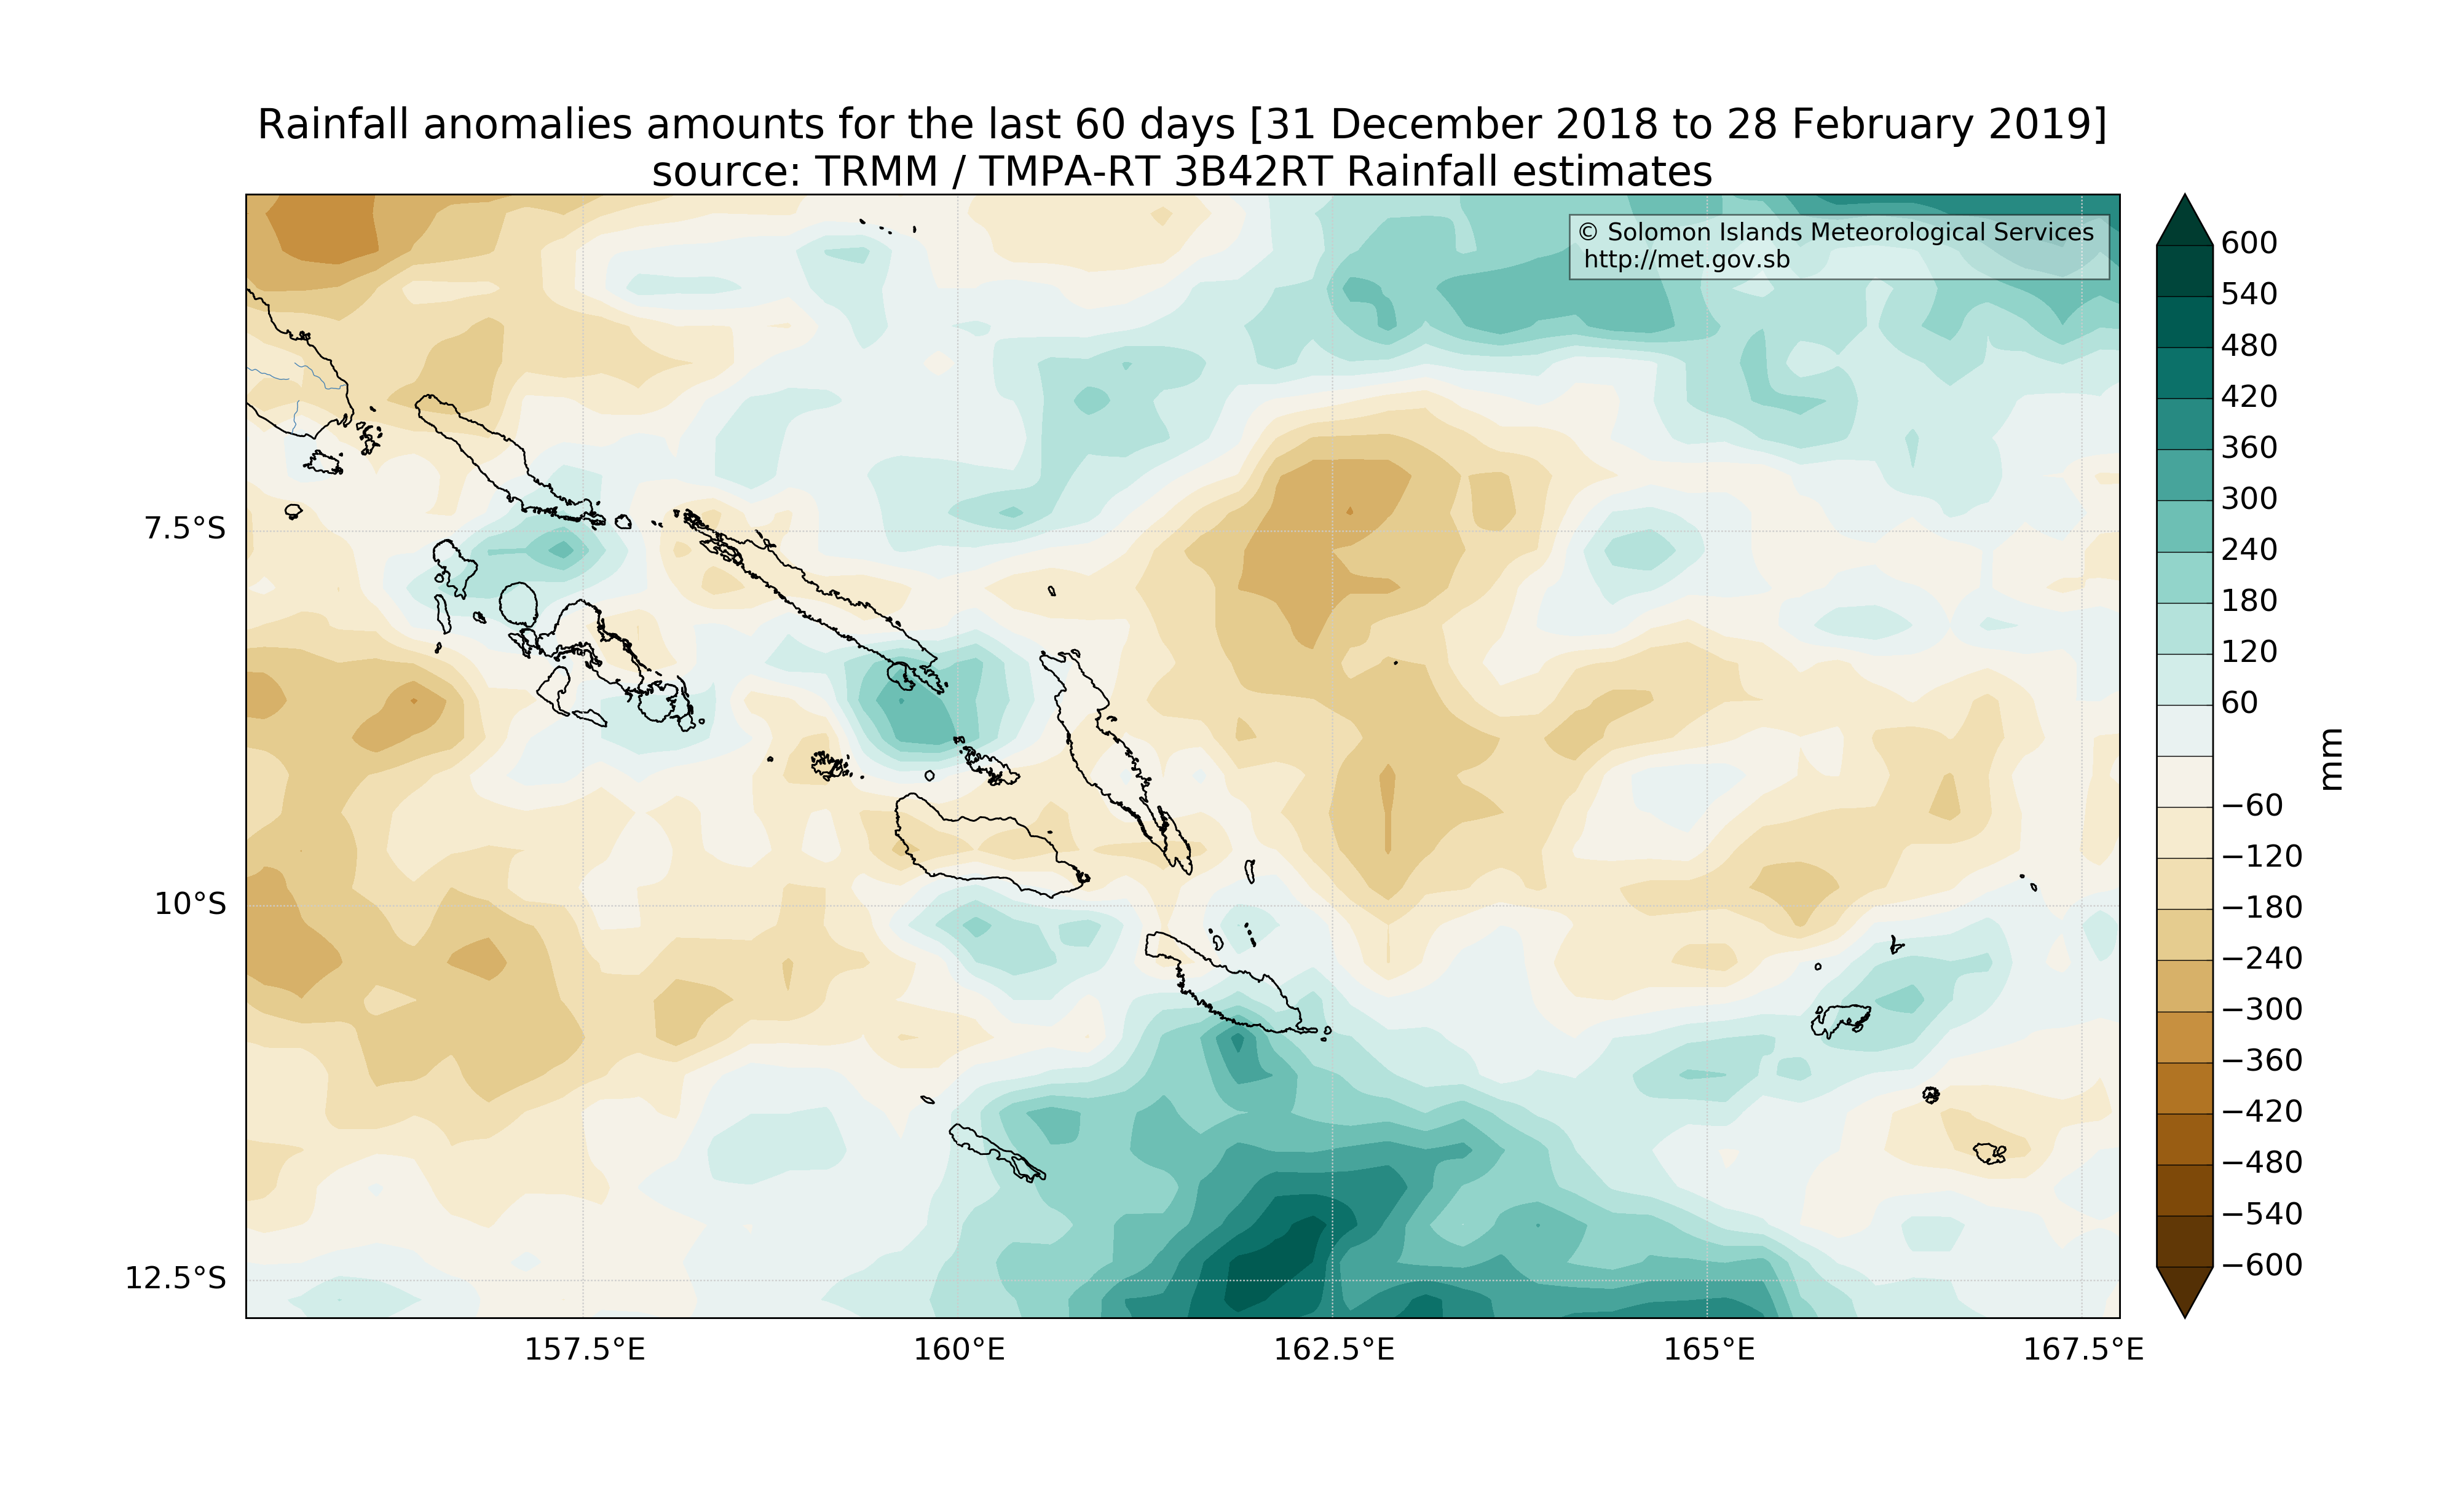 Rainfall anomalies amounts for the last 60 days [31 December 2018 to 28 February 2019]
source: TRMM / TMPA-RT 3B42RT Rainfall estimates
© Solomon Islands Meteorological Services
http://met.gov.sb
7.5°S
10°S
12.5°S
157.5°E
160°E
162.5°E
165°E
167.5°E
600
540
480
420
360
300
240
180
120
60
−60
−120
−180
−240
−300
−360
−420
−480
−540
−600
mm